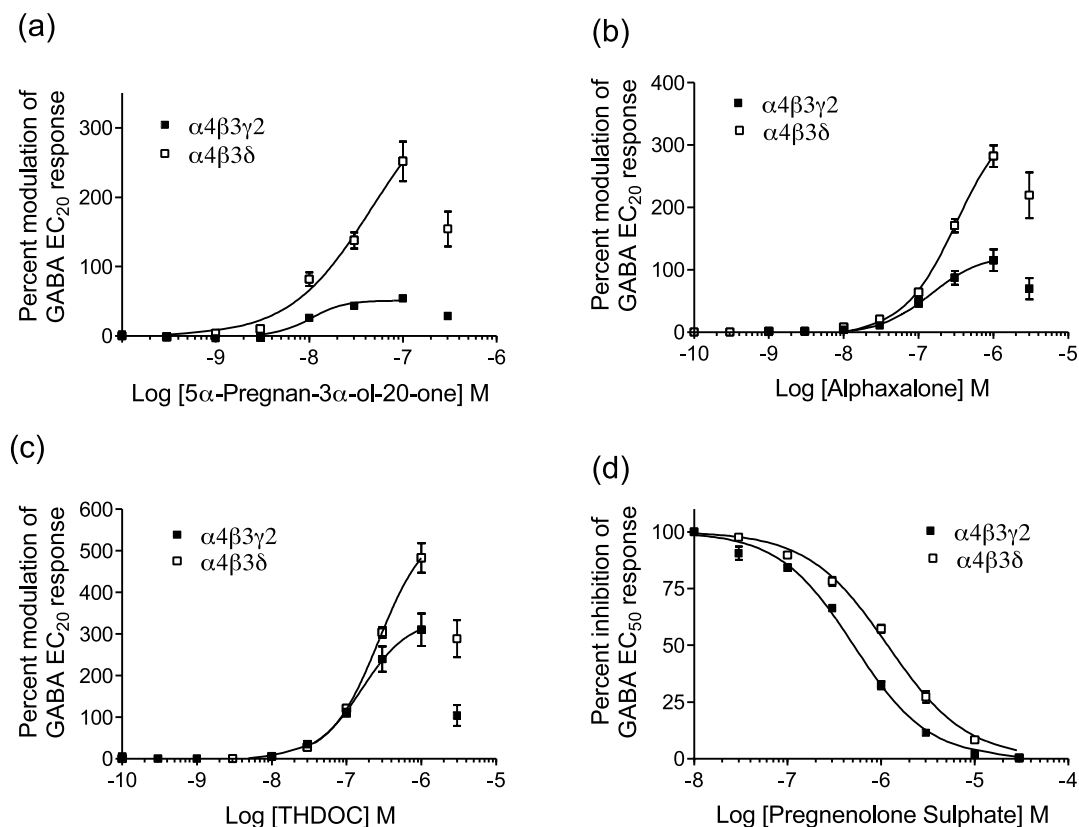 (a)
Percent modulation of
GABA EC20 response
300
200
100
0
α4β3γ2
α4β3δ
-9
-8
-7
-6
Log [5α-Pregnan-3α-ol-20-one] M
(b)
Percent modulation of
GABA EC20 response
400
300
200
100
0
α4β3γ2
α4β3δ
-10
-9
-8
-7
-6
-5
Log [Alphaxalone] M
(c)
Percent modulation of
GABA EC20 response
600
500
400
300
200
100
0
α4β3γ2
α4β3δ
-10
-9
-8
-7
-6
-5
Log [THDOC] M
(d)
Percent inhibition of
GABA EC50 response
100
75
50
25
0
α4β3γ2
α4β3δ
-8
-7
-6
-5
-4
Log [Pregnenolone Sulphate] M